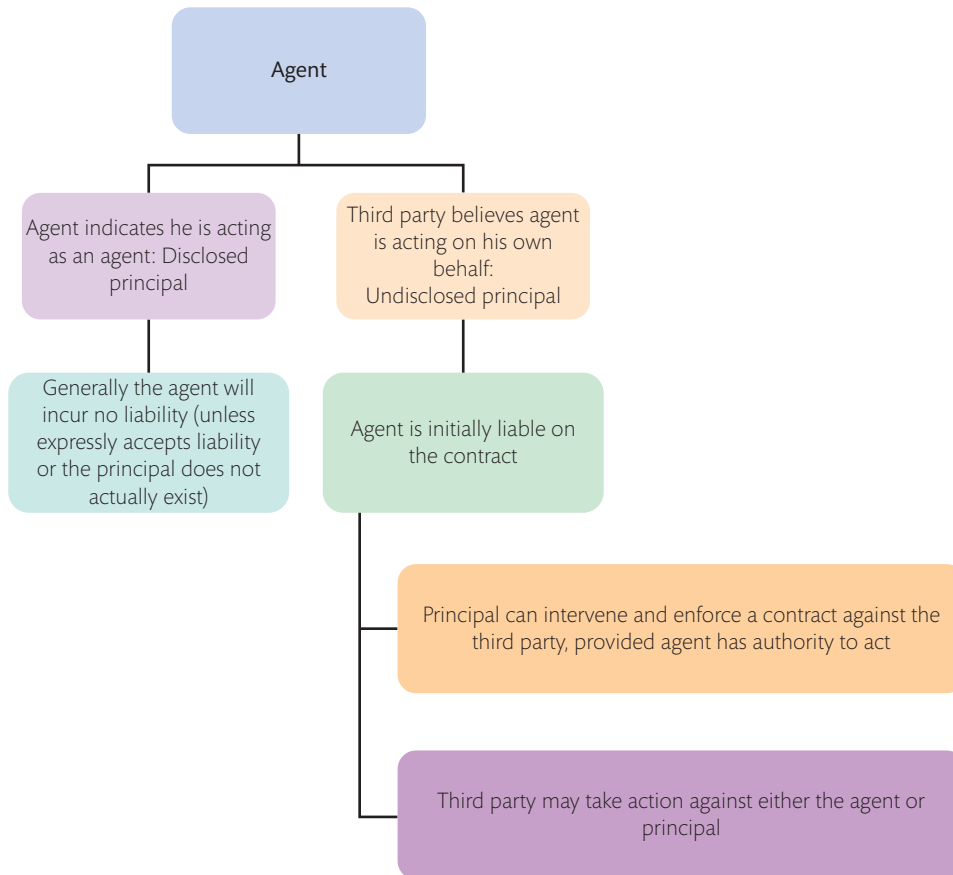 Agent
Agent indicates he is acting
as an agent: Disclosed
principal
Third party believes agent
is acting on his own
behalf:
Undisclosed principal
Generally the agent will
incur no liability (unless
expressly accepts liability
or the principal does not
actually exist)
Agent is initially liable on
the contract
Principal can intervene and enforce a contract against the
third party, provided agent has authority to act
Third party may take action against either the agent or
principal